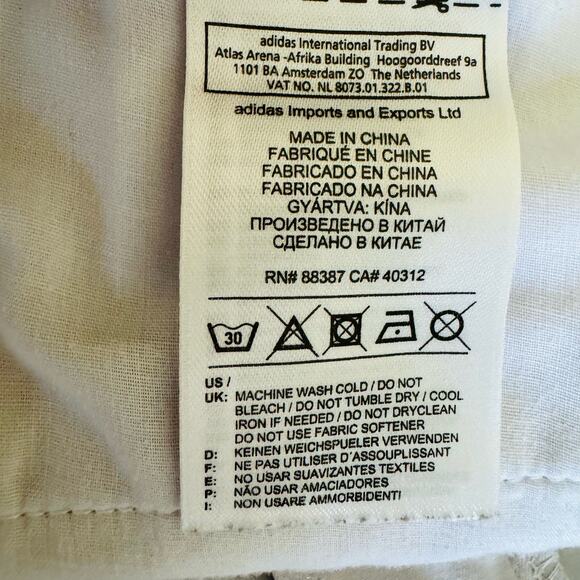 adidas International Trading BV
Atlas Arena -Afrika Building Hoogoorddreef 9a
1101 BA Amsterdam ZO The Netherlands
VAT NO. NL 8073.01.322.B.01
adidas Imports and Exports Ltd
MADE IN CHINA
FABRIQUÉ EN CHINE
FABRICADO EN CHINA
FABRICADO NA CHINA
GYÁRTVA: KÍNA
ПРОИЗВЕДЕНО В КИТАЙ
СДЕЛАНО В КИТАЕ
RN# 88387 CA# 40312
30
US /
UK: MACHINE WASH COLD / DO NOT
BLEACH / DO NOT TUMBLE DRY / COOL
IRON IF NEEDED / DO NOT DRYCLEAN
DO NOT USE FABRIC SOFTENER
D: KEINEN WEICHSPUELER VERWENDEN
F: NE PAS UTILISER D'ASSOUPLISSANT
E: NO USAR SUAVIZANTES TEXTILES
P: NÃO USAR AMACIADORES
I: NON USARE AMMORBIDENTI